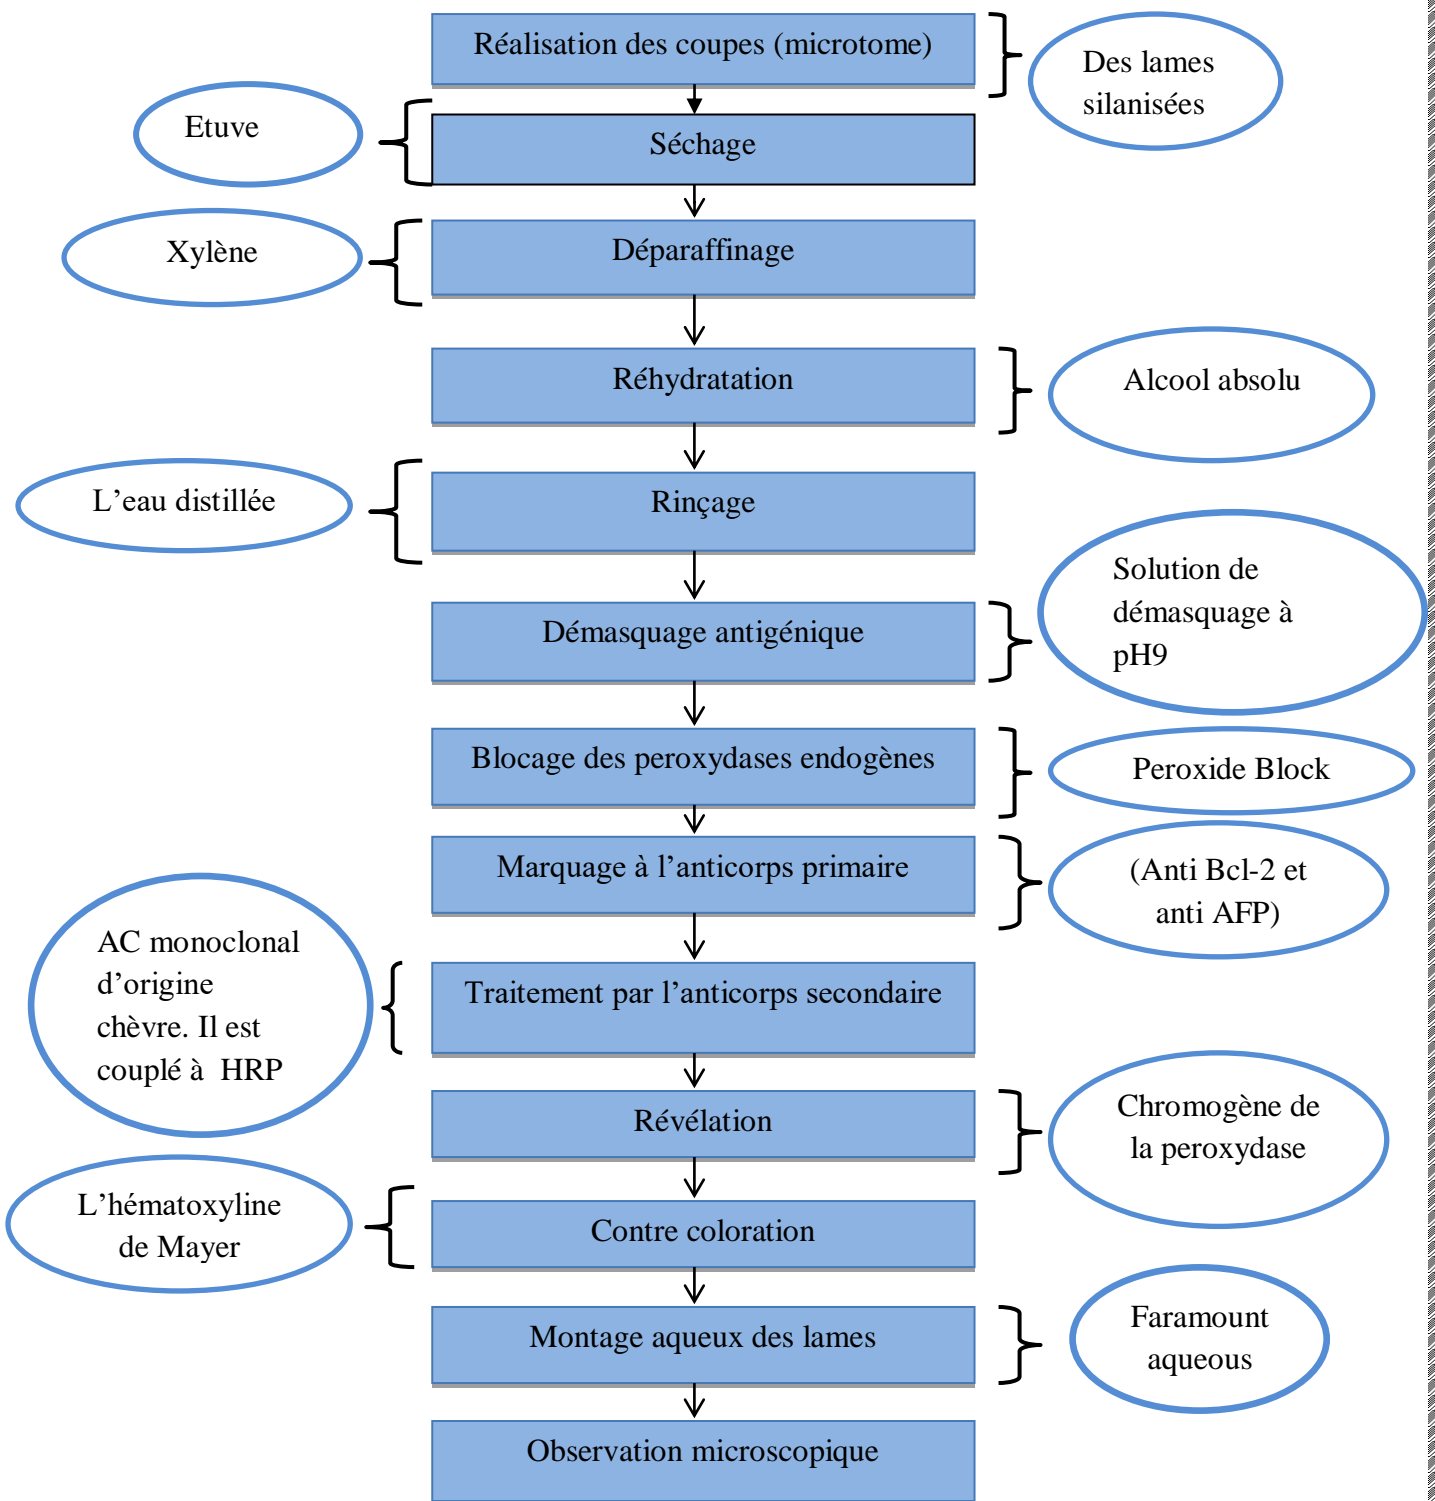 Réalisation des coupes (microtome)
Des lames
silanisées
Etuve
Séchage
Xylène
Déparaffinage
Réhydratation
Alcool absolu
L’eau distillée
Rinçage
Démasquage antigénique
Solution de
démasquage à
pH9
Blocage des peroxydases endogènes
Peroxide Block
Marquage à l’anticorps primaire
(Anti Bcl-2 et
anti AFP)
AC monoclonal
d’origine
chèvre. Il est
couplé à HRP
Traitement par l’anticorps secondaire
Révélation
Chromogène de
la peroxydase
L’hématoxyline
de Mayer
Contre coloration
Montage aqueux des lames
Faramount
aqueous
Observation microscopique